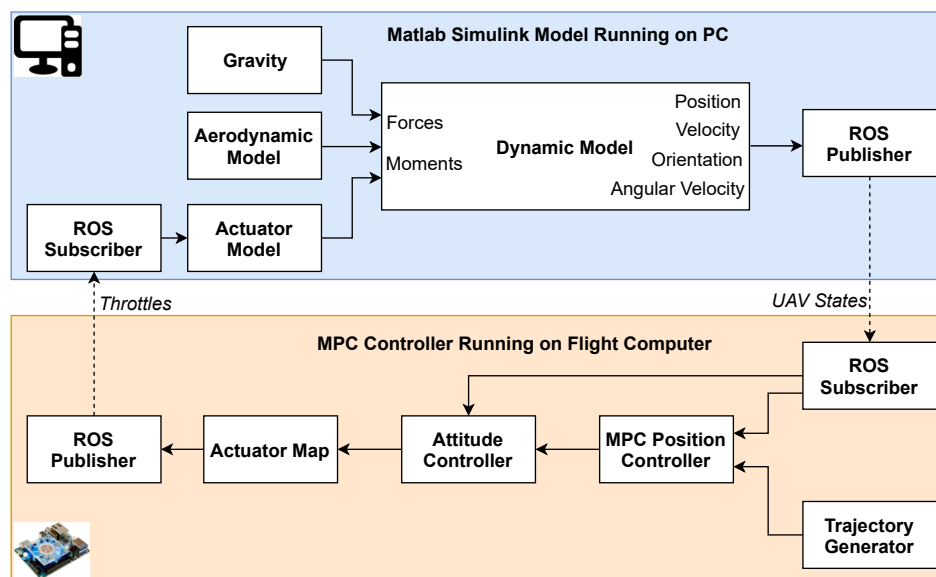 Matlab Simulink Model Running on PC
Gravity
Aerodynamic
Model
ROS
Subscriber
Actuator
Model
Forces
Moments
Dynamic Model
Position
Velocity
Orientation
Angular Velocity
ROS
Publisher
Throttles
UAV States
MPC Controller Running on Flight Computer
ROS
Subscriber
ROS
Publisher
Actuator Map
Attitude
Controller
MPC Position
Controller
Trajectory
Generator